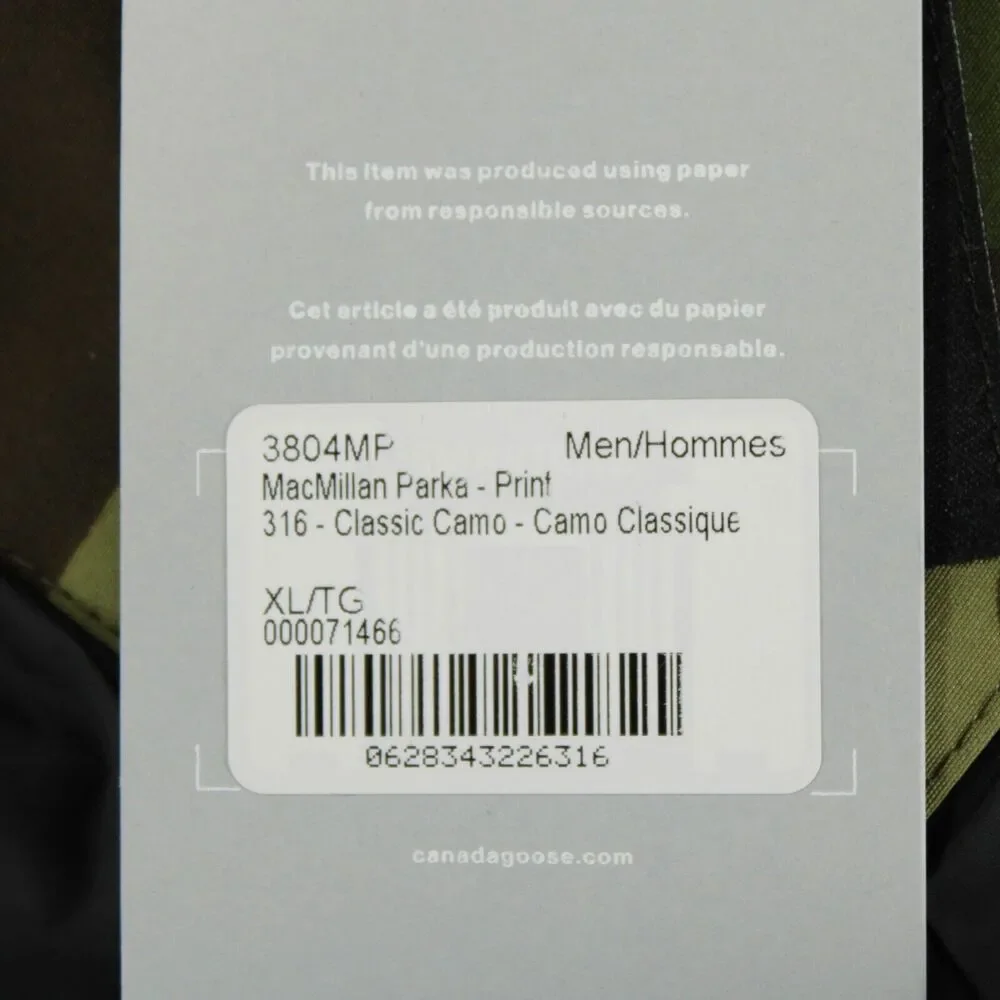 This item was produced using paper
from responsible sources.
Cet article a été produit avec du papier
provenant d'une production responsable.
3804MP Men/Hommes
MacMillan Parka - Print
316 - Classic Camo - Camo Classique
XL/TG
000071466
0628343226316
canadagoose.com